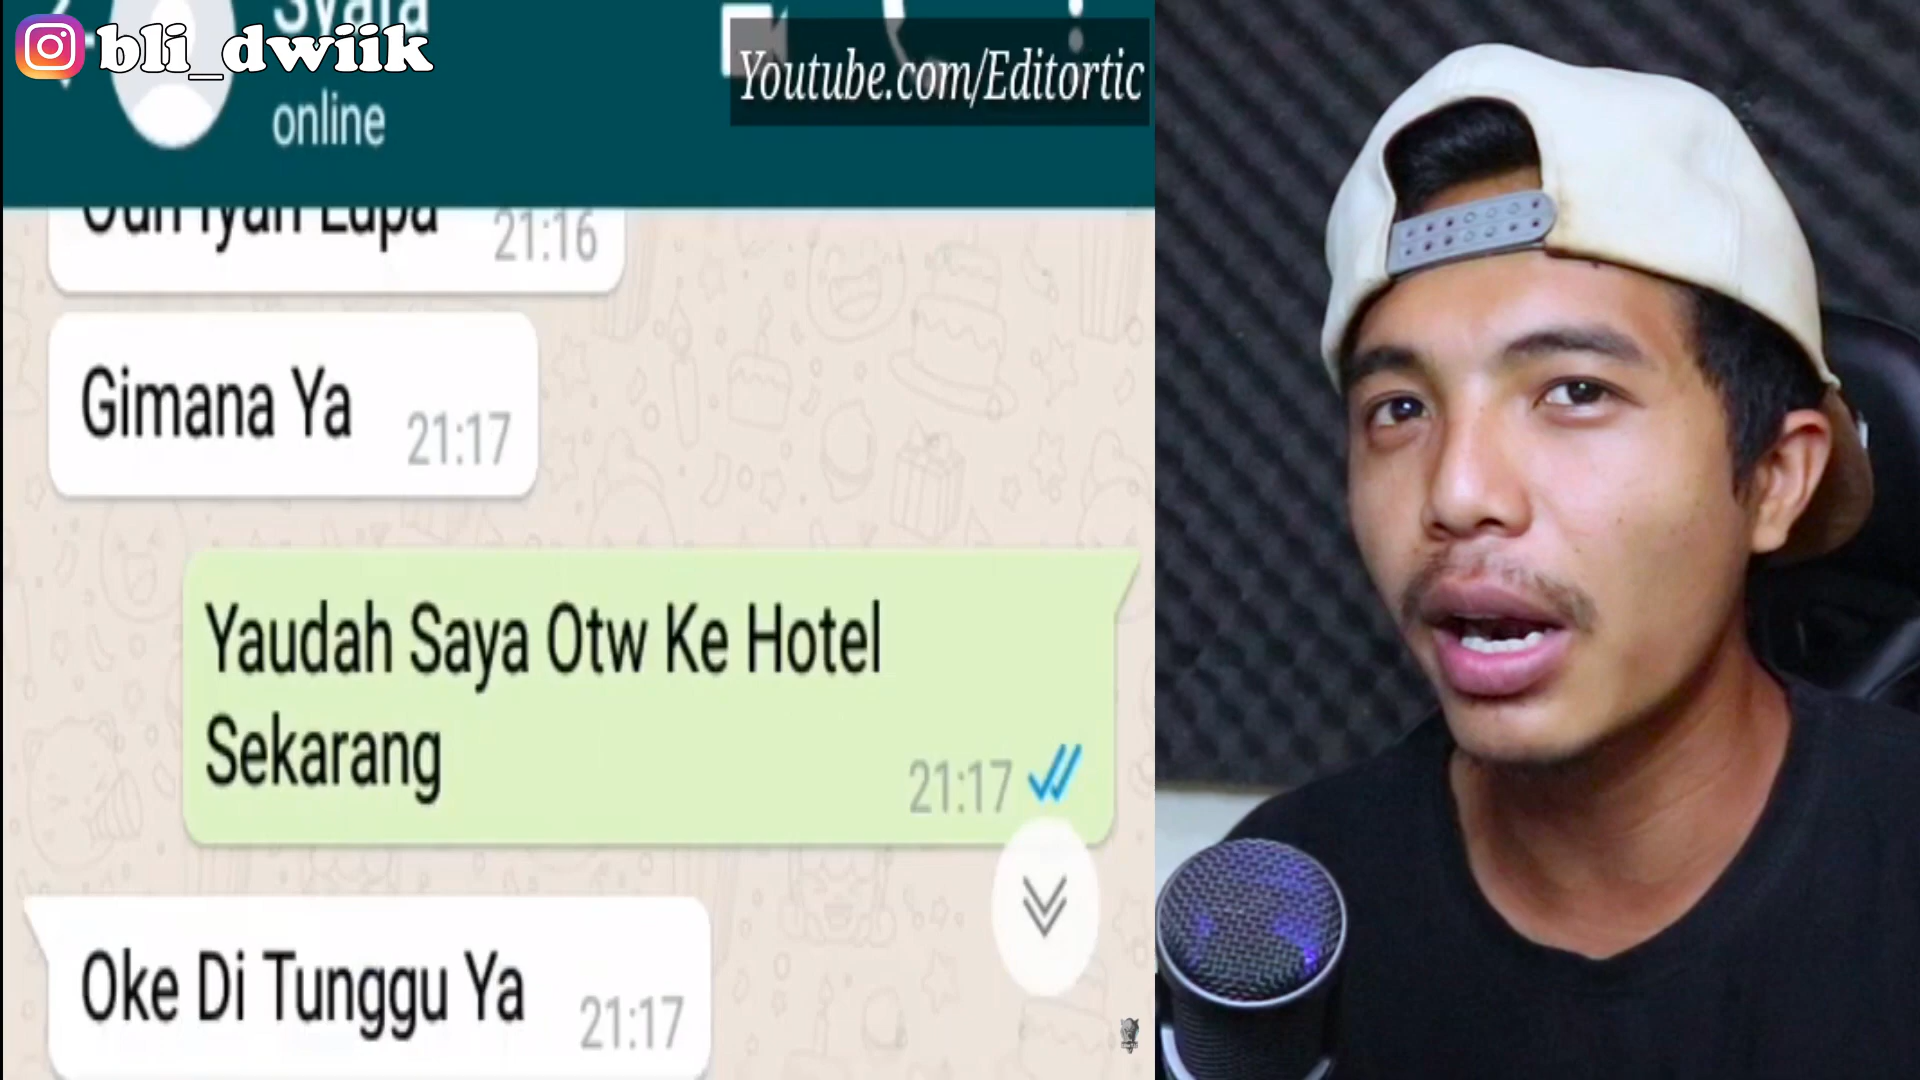 bli_dwiik
Youtube.com/Editortic
online
21:16
Gimana Ya
21:17
Yaudah Saya Otw Ke Hotel
Sekarang
21:17
Oke Di Tunggu Ya
21:17